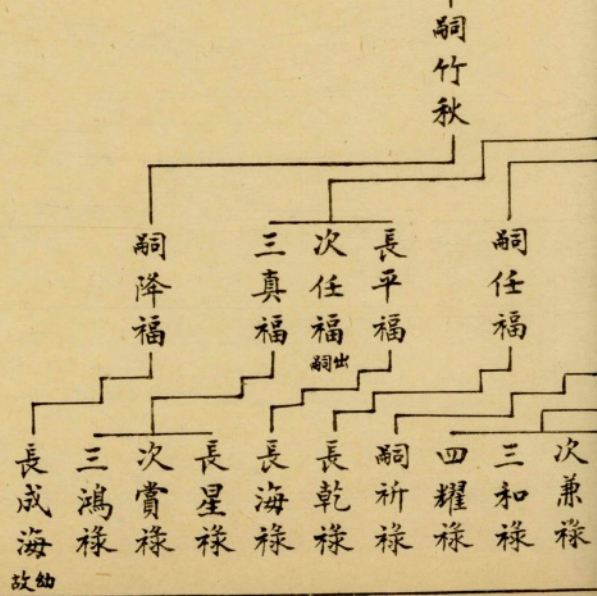 嗣竹秋
嗣任福
長平福
次任福出嗣
三真福
嗣降福
次兼祿
三和祿
四耀祿
嗣祈祿
長乾祿
長海祿
長星祿
次賞祿
三鴻祿
長成海幼故